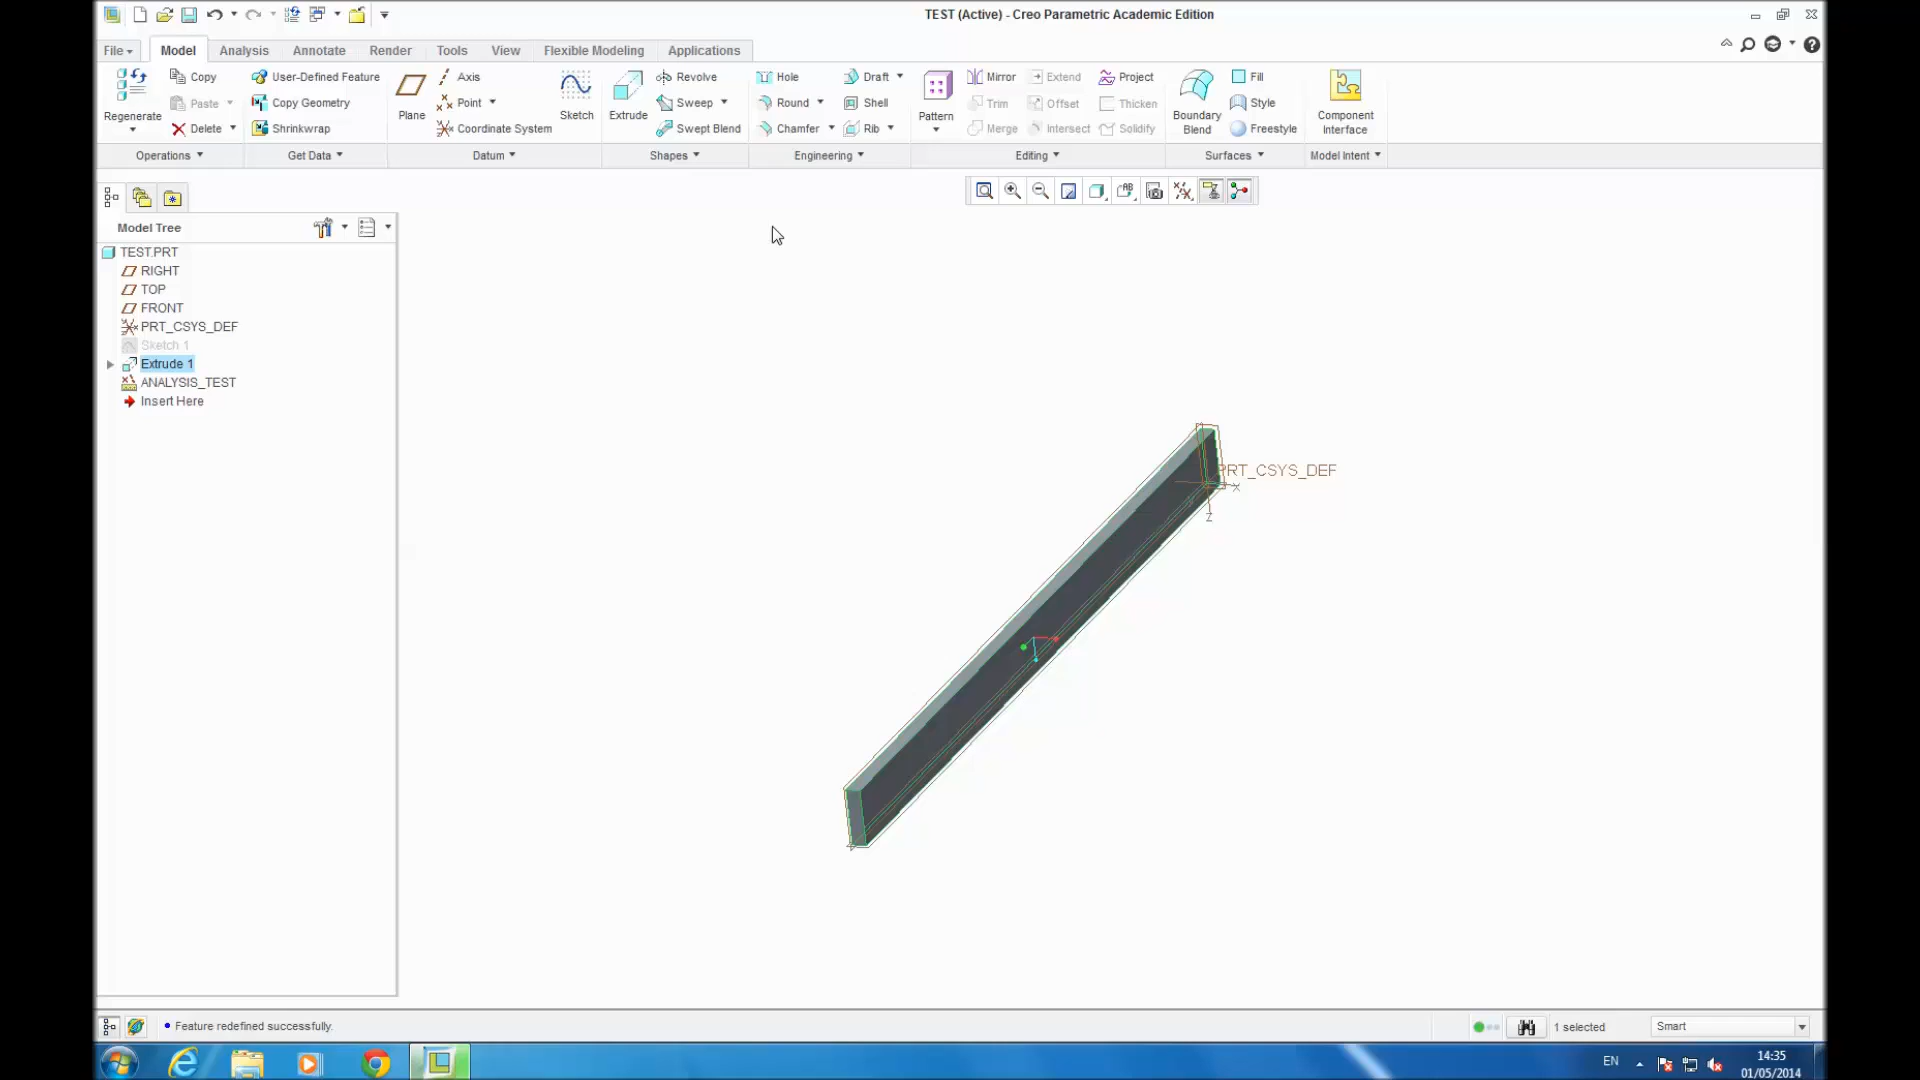 TEST (Active) - Creo Parametric Academic Edition
File Model Analysis Annotate Render Tools View Flexible Modeling Applications
Regenerate Copy Paste Delete
User-Defined Feature
Copy Geometry
Shrinkwrap
Plane Axis Point Coordinate System Sketch
Extrude Revolve Sweep Swept Blend
Hole Round Chamfer Draft Shell Rib
Pattern Mirror Trim Merge Extend Offset Intersect Project Thicken Solidify
Boundary Blend Fill Style Freestyle
Component Interface
Operations Get Data Datum Shapes Engineering Editing Surfaces Model Intent
Model Tree
TEST.PRT
RIGHT
TOP
FRONT
PRT_CSYS_DEF
Sketch 1
Extrude 1
ANALYSIS_TEST
Insert Here
PRT_CSYS_DEF
X
Z
Feature redefined successfully.
1 selected
Smart
EN
14:35
01/05/2014